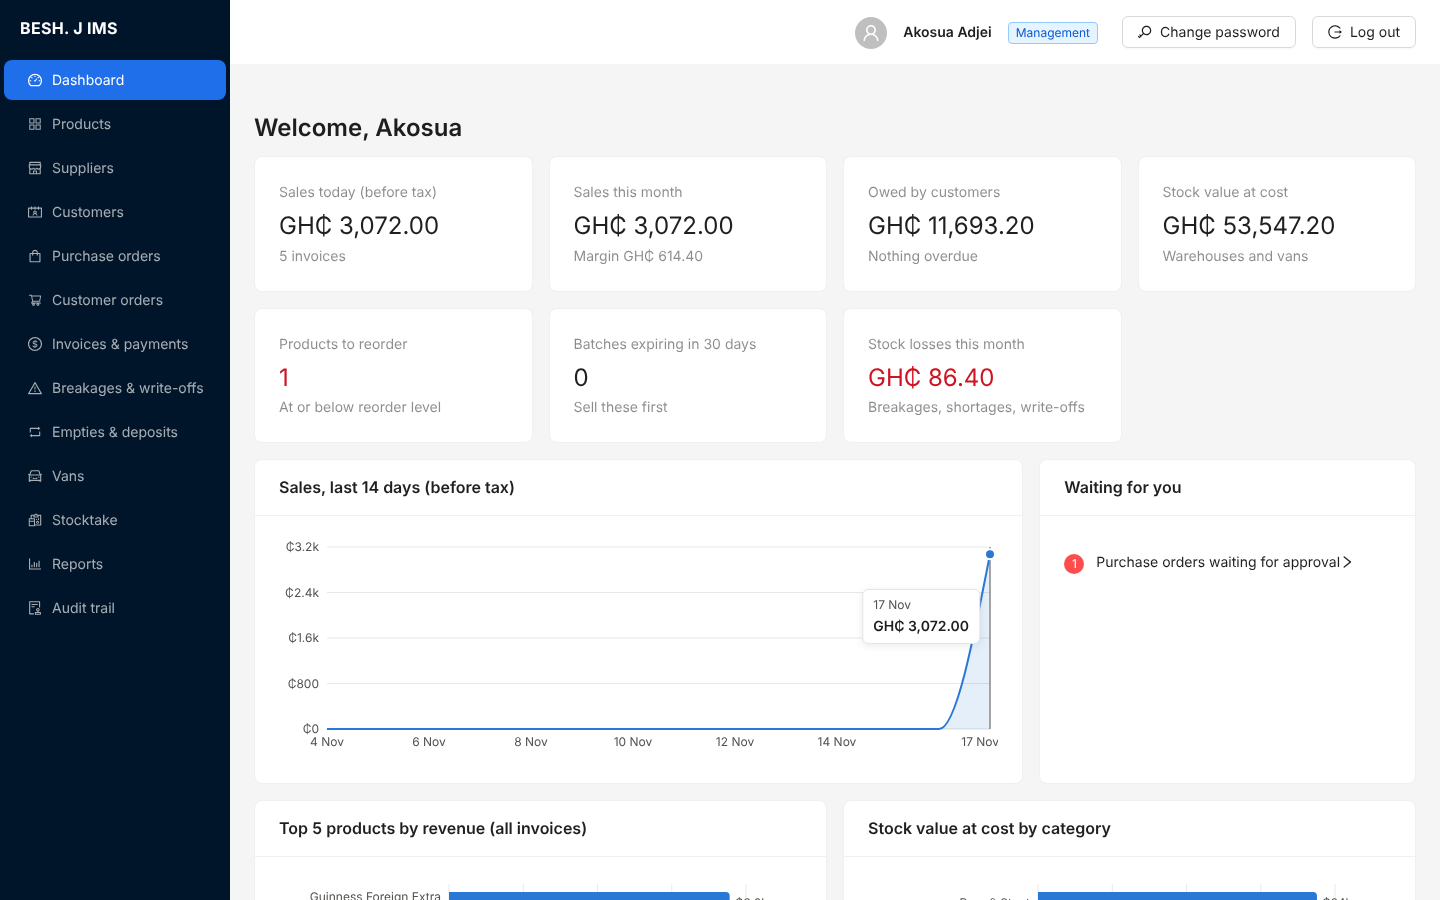 BESH. J IMS
Akosua Adjei
Management
Change password
Log out
Dashboard
Products
Suppliers
Customers
Purchase orders
Customer orders
Invoices & payments
Breakages & write-offs
Empties & deposits
Vans
Stocktake
Reports
Audit trail
Welcome, Akosua
Sales today (before tax)
GH₵ 3,072.00
5 invoices
Sales this month
GH₵ 3,072.00
Margin GH₵ 614.40
Owed by customers
GH₵ 11,693.20
Nothing overdue
Stock value at cost
GH₵ 53,547.20
Warehouses and vans
Products to reorder
1
At or below reorder level
Batches expiring in 30 days
0
Sell these first
Stock losses this month
GH₵ 86.40
Breakages, shortages, write-offs
Sales, last 14 days (before tax)
₵3.2k
₵2.4k
₵1.6k
₵800
₵0
4 Nov
6 Nov
8 Nov
10 Nov
12 Nov
14 Nov
17 Nov
17 Nov
GH₵ 3,072.00
Waiting for you
1 Purchase orders waiting for approval
Top 5 products by revenue (all invoices)
Guinness Foreign Extra
Stock value at cost by category